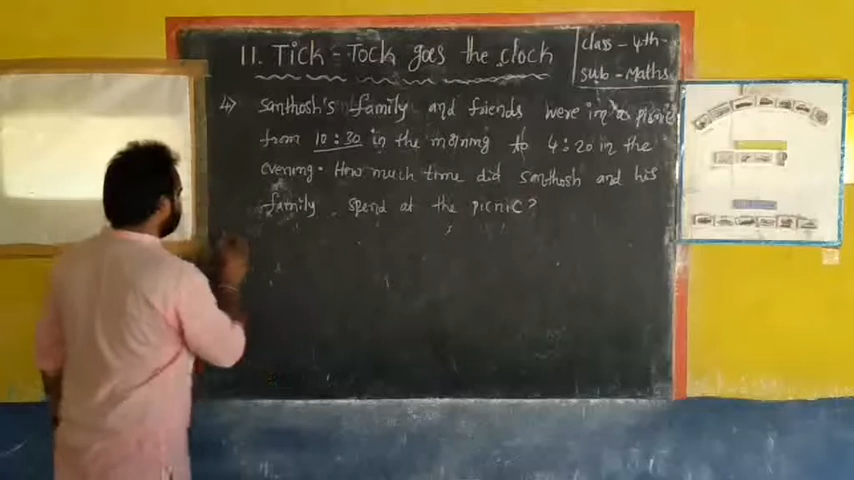 11. Tick - Tock goes the clock
class - 4th -
sub - Maths
4) Santhosh's family and friends were in a picnic
from 10:30 in the morning to 4:20 in the
evening. How much time did Santhosh and his
family spend at the picnic?